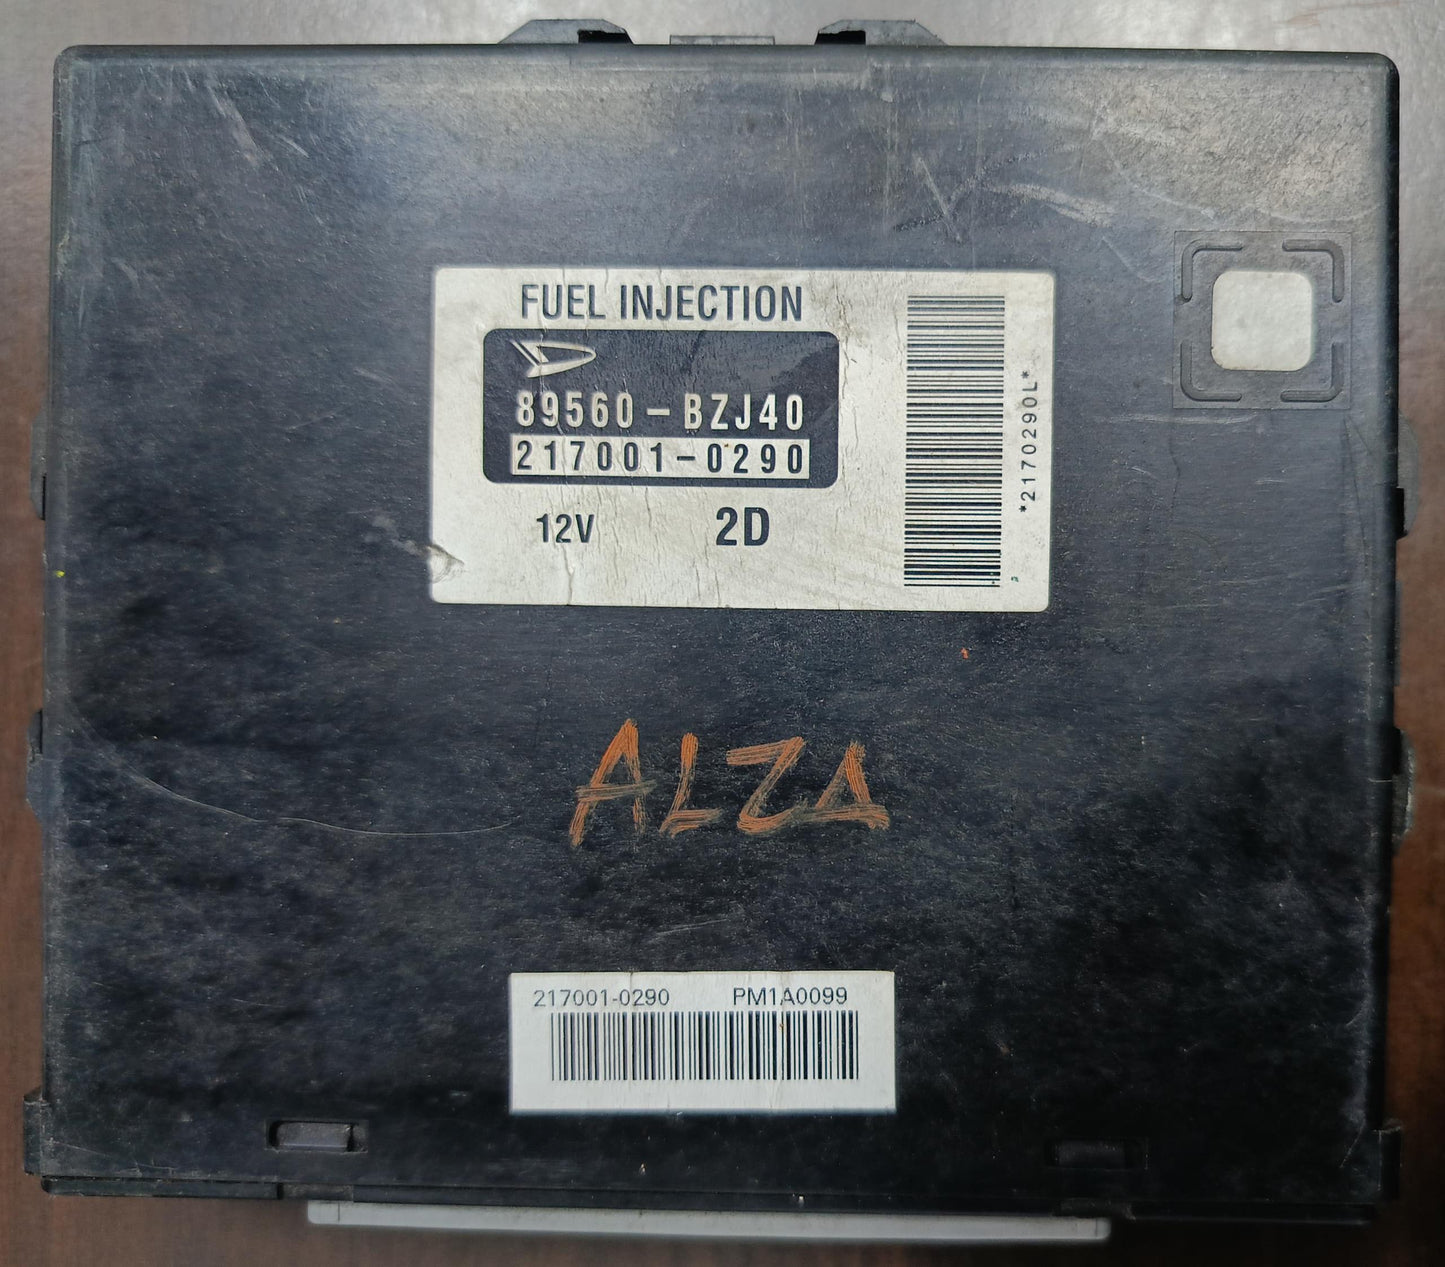 FUEL INJECTION
89560-BZJ40
217001-0290
12V 2D
*2170290L*
ALZA
217001-0290 PM1A0099